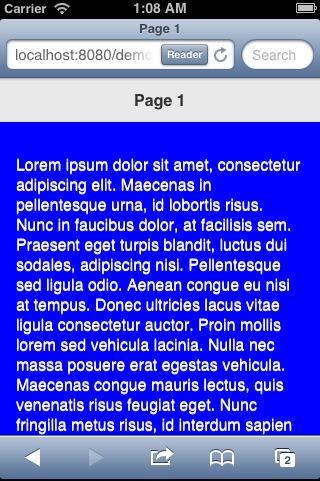 Carrier 1:08 AM
Page 1
localhost:8080/demo Reader Search
Page 1
Lorem ipsum dolor sit amet, consectetur
adipiscing elit. Maecenas in
pellentesque urna, id lobortis risus.
Nunc in faucibus dolor, at facilisis sem.
Praesent eget turpis blandit, luctus dui
sodales, adipiscing nisi. Pellentesque
sed ligula odio. Aenean congue eu nisi
at tempus. Donec ultricies lacus vitae
ligula consectetur auctor. Proin mollis
lorem sed vehicula lacinia. Nulla nec
massa posuere erat egestas vehicula.
Maecenas congue mauris lectus, quis
venenatis risus feugiat eget. Nunc
fringilla metus risus, id interdum sapien
2